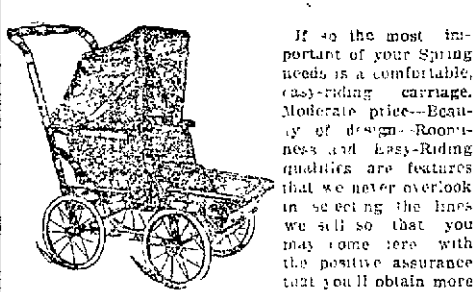 If so the most im-
portant of your Spring
needs is a comfortable,
easy-riding carriage.
Moderate price--Beau-
ty of design--Roomi-
ness and Easy-Riding
qualities are features
that we never overlook
in selecting the lines
we sell so that you
may come here with
the positive assurance
that you'll obtain more